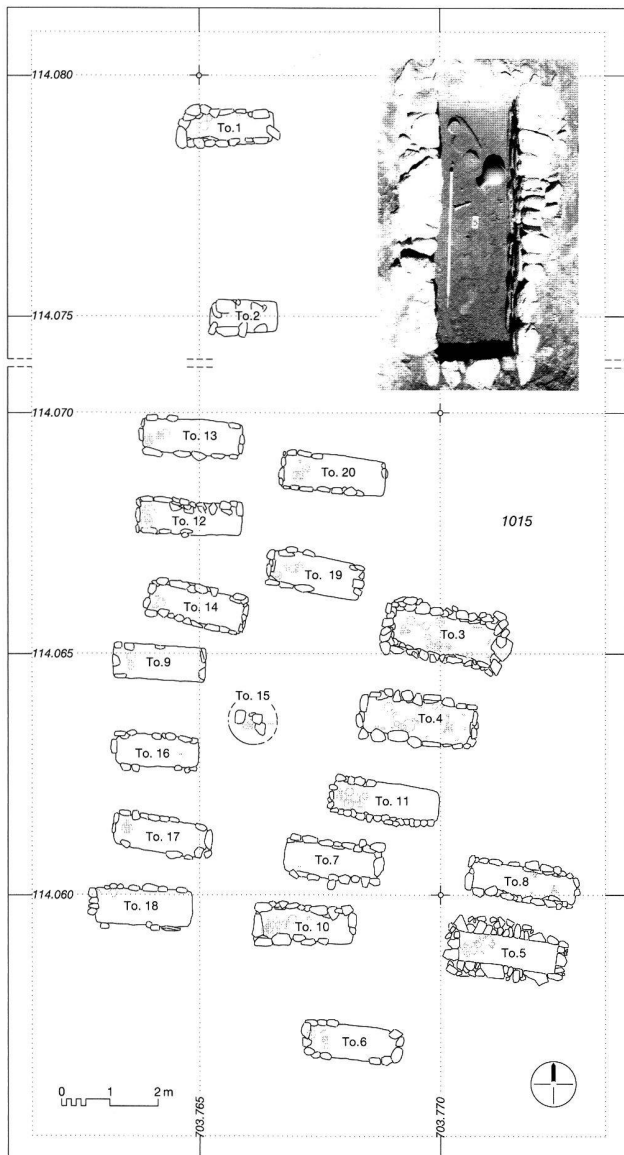 114.080
To.1
To.2
114.075
114.070
To. 13
To. 20
To. 12
1015
To. 19
To. 14
To.3
114.065
To.9
To. 15
To.4
To. 16
To. 11
To. 17
To.7
To.8
114.060
To. 18
To. 10
To.5
To.6
0 1 2 m
703.765
703.770